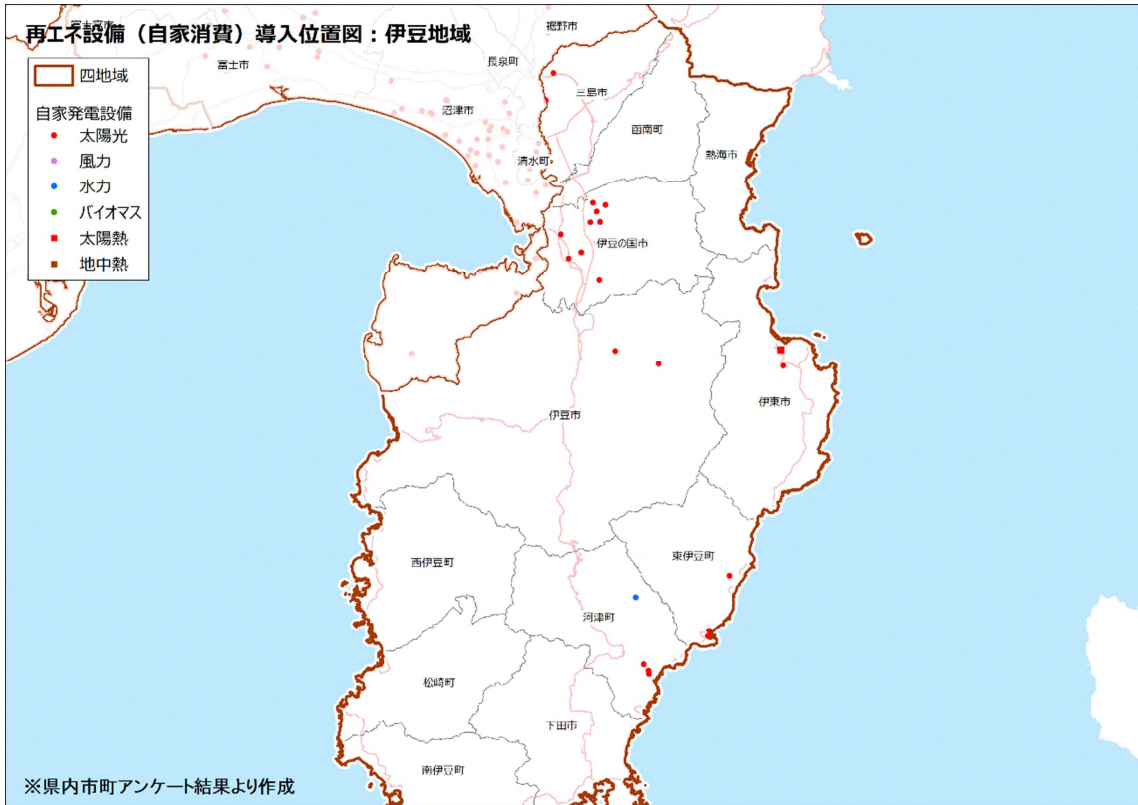 再エネ設備（自家消費）導入位置図：伊豆地域
四地域
自家発電設備
太陽光
風力
水力
バイオマス
太陽熱
地中熱
富士宮市
裾野市
富士市
長泉町
三島市
沼津市
函南町
清水町
熱海市
伊豆の国市
伊東市
伊豆市
西伊豆町
東伊豆町
河津町
松崎町
下田市
南伊豆町
※県内市町アンケート結果より作成